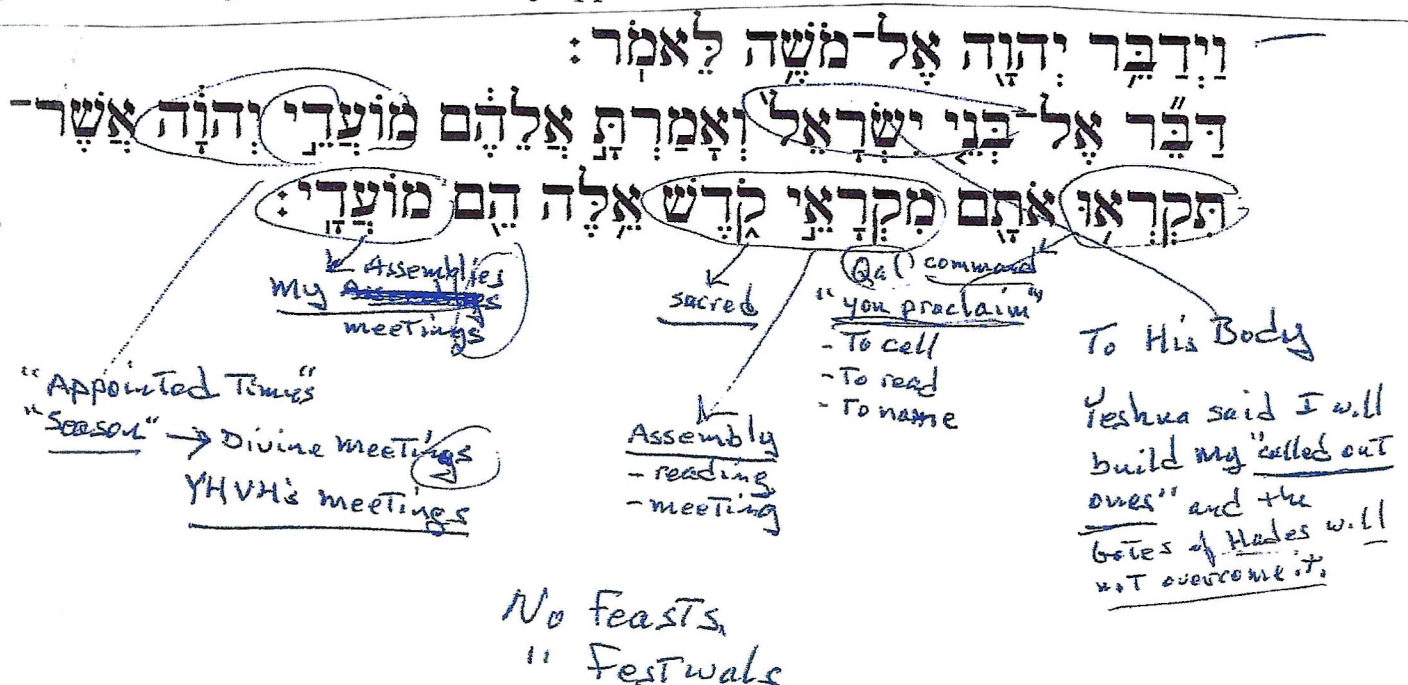 וַיְדַבֵּר יְהוָה אֶל־מֹשֶׁה לֵּאמֹר׃
דַּבֵּר אֶל־בְּנֵי יִשְׂרָאֵל וְאָמַרְתָּ אֲלֵהֶם מוֹעֲדֵי יְהוָה אֲשֶׁר־
תִּקְרְאוּ אֹתָם מִקְרָאֵי קֹדֶשׁ אֵלֶּה הֵם מוֹעֲדָי׃
Assemblies
My
meetings
"Appointed Times"
"Season" → Divine meetings
YHVH's meetings
sacred
Assembly
- reading
- meeting
Qal command
"you proclaim"
- To call
- To read
- To name
To His Body
Yeshua said I will
build my "called out
ones" and the
Gates of Hades will
not overcome it.
No Feasts,
" Festivals